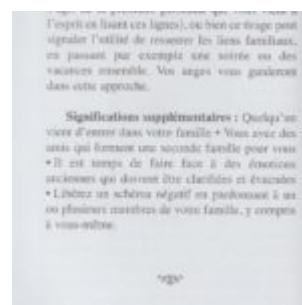 l'esprit en lisant ces lignes), ou bien ce tirage peut
signaler l'utilité de resserrer les liens familiaux,
en passant par exemple une soirée ou des
vacances ensemble. Vos anges vous guideront
dans cette approche.
Significations supplémentaires : Quelqu'un
vient d'entrer dans votre famille • Vous avez des
amis qui forment une seconde famille pour vous
• Il est temps de faire face à des émotions
anciennes qui doivent être clarifiées et évacuées
• Libérez un schéma négatif en pardonnant à un
ou plusieurs membres de votre famille, y compris
à vous-même.